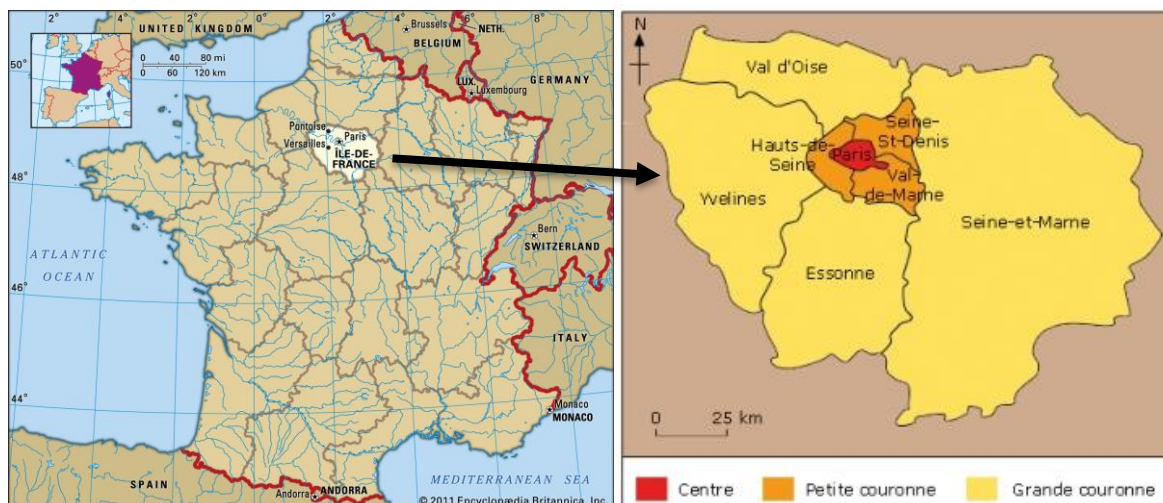 UNITED KINGDOM
0
40
80 mi
0
60
120 km
0°
2°
4°
6°
8°
50°
48°
46°
44°
Brussels
BELGIUM
NETH.
GERMANY
LUX.
Luxembourg
Pontoise
Paris
Versailles
ÎLE-DE-
FRANCE
ATLANTIC
OCEAN
Bern
SWITZERLAND
ITALY
Monaco
MONACO
MEDITERRANEAN SEA
SPAIN
Andorra
ANDORRA
© 2011 Encyclopædia Britannica, Inc.
N
Val d'Oise
Seine-
St-Denis
Hauts-de-
Seine
Paris
Val-
de-Marne
Yvelines
Seine-et-Marne
Essonne
0
25 km
Centre
Petite couronne
Grande couronne